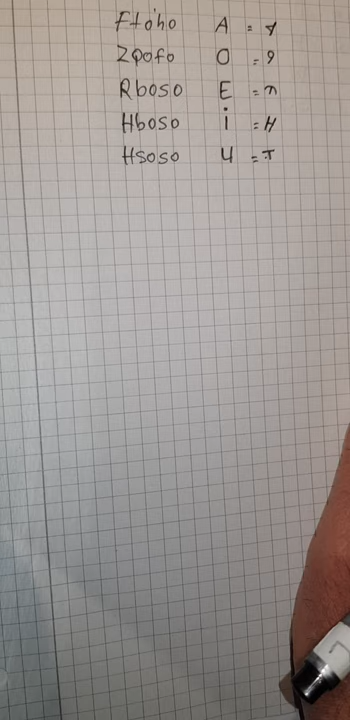 Ftoho A = y
Zpofo O = 9
Rboso E = n
Hboso i = H
Hsoso U = T